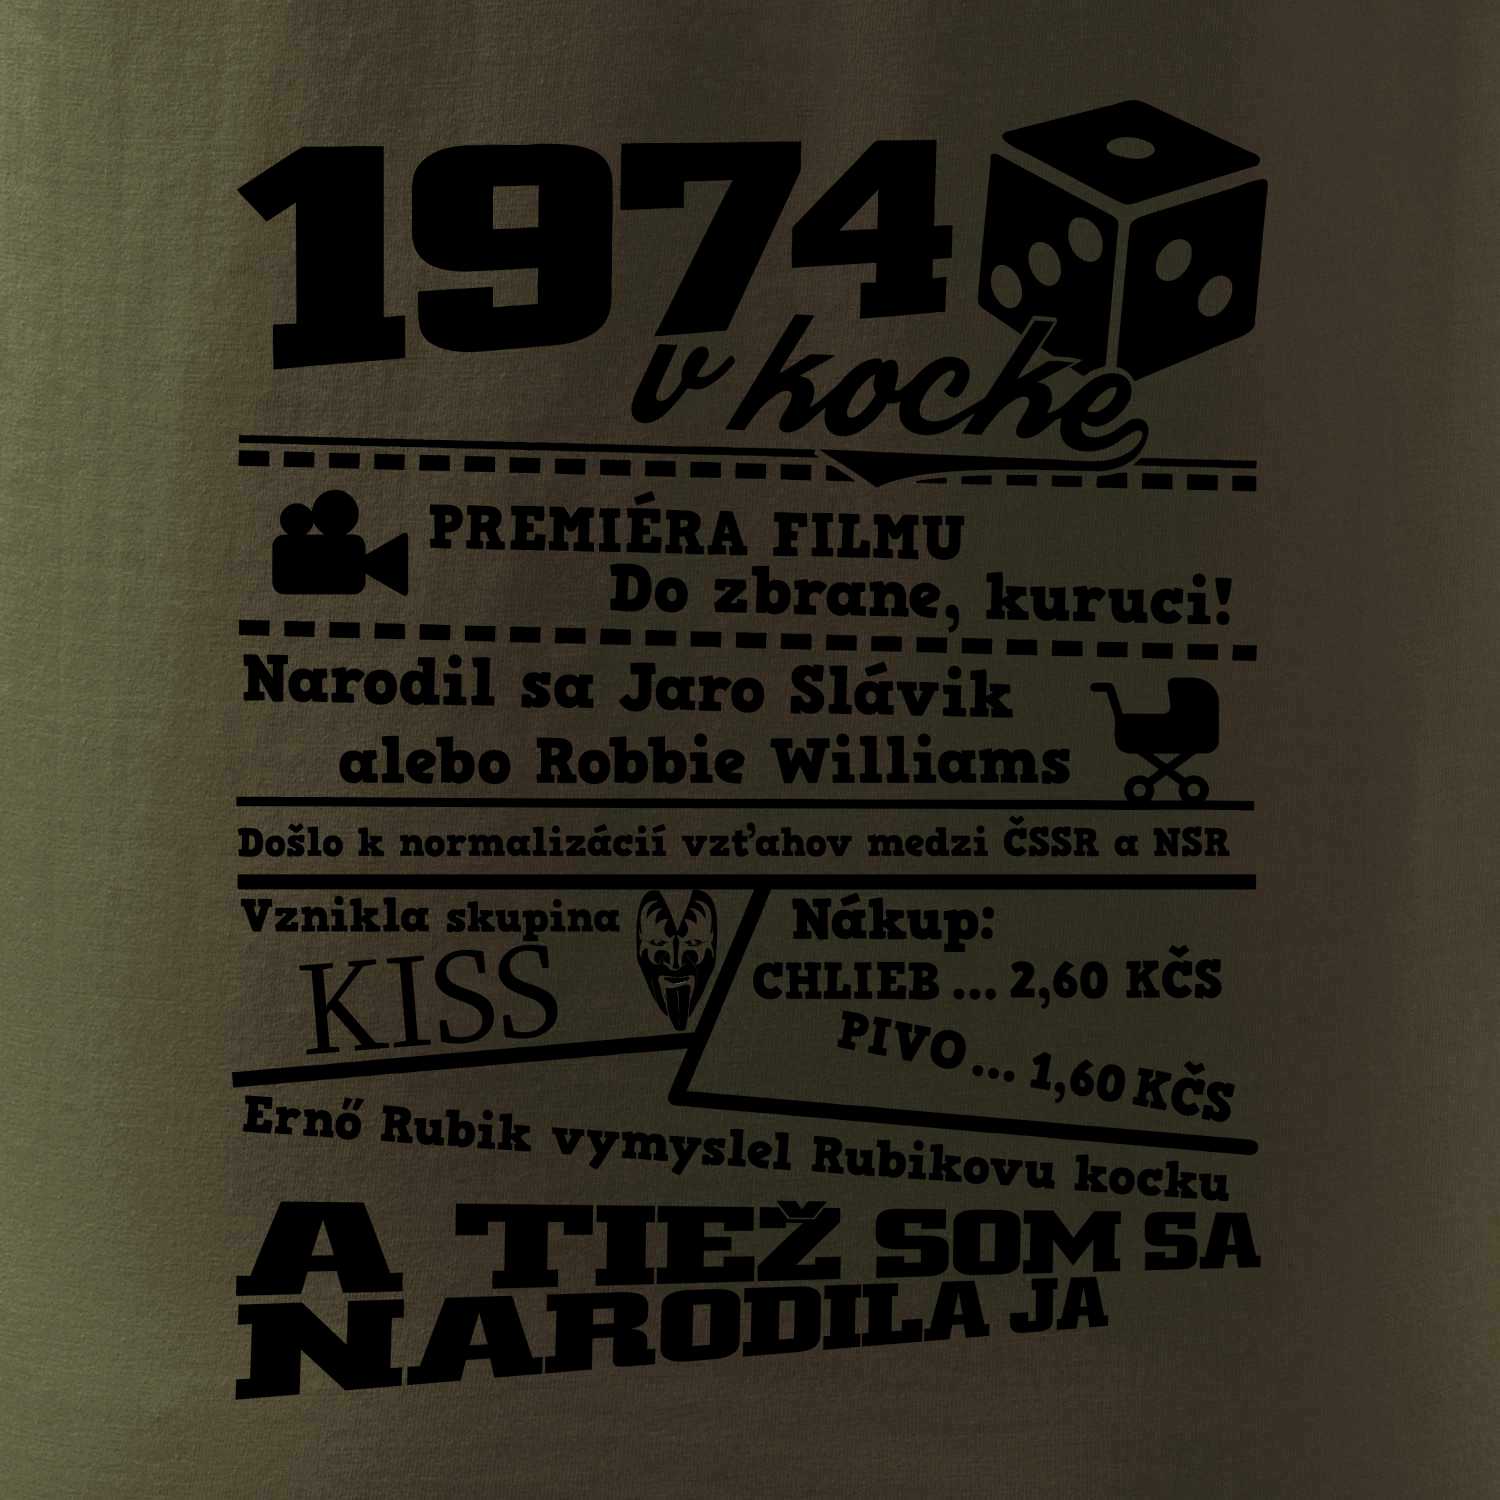 1974
v kocke
PREMIÉRA FILMU
Do zbrane, kuruci!
Narodil sa Jaro Slávik
alebo Robbie Williams
Došlo k normalizácií vzťahov medzi ČSSR a NSR
Vznikla skupina
KISS
Nákup:
CHLIEB ... 2,60 KČS
PIVO ... 1,60 KČS
Ernő Rubik vymyslel Rubikovu kocku
A TIEŽ SOM SA
NARODILA JA